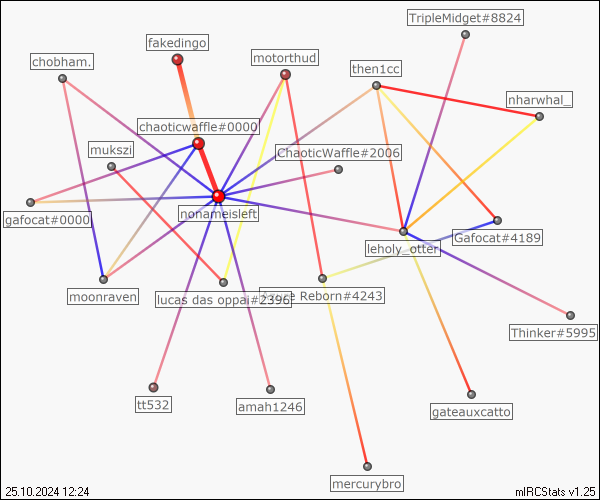 TripleMidget#8824
fakedingo
chobham.
motorthud
then1cc
nharwhal_
chaoticwaffle#0000
mukszi
ChaoticWaffle#2006
gafocat#0000
nonameisleft
Gafocat#4189
leholy_otter
moonraven
lucas das oppai#2396
Reborn#4243
Thinker#5995
tt532
amah1246
gateauxcatto
mercurybro
25.10.2024 12:24
mIRCStats v1.25